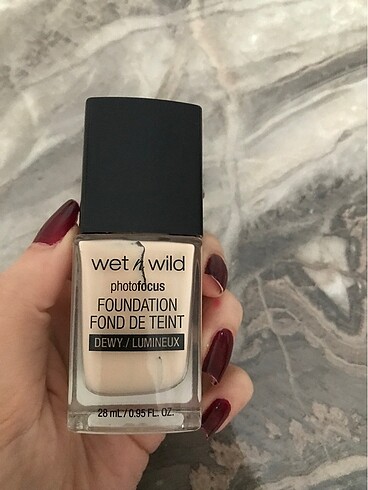 wet n wild
photofocus
FOUNDATION
FOND DE TEINT
DEWY / LUMINEUX
28 mL / 0.95 FL. OZ.